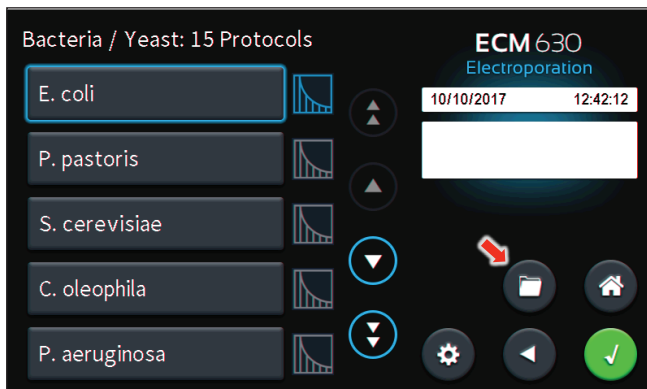 Bacteria / Yeast: 15 Protocols
E. coli
P. pastoris
S. cerevisiae
C. oleophila
P. aeruginosa
ECM 630
Electroporation
10/10/2017 12:42:12